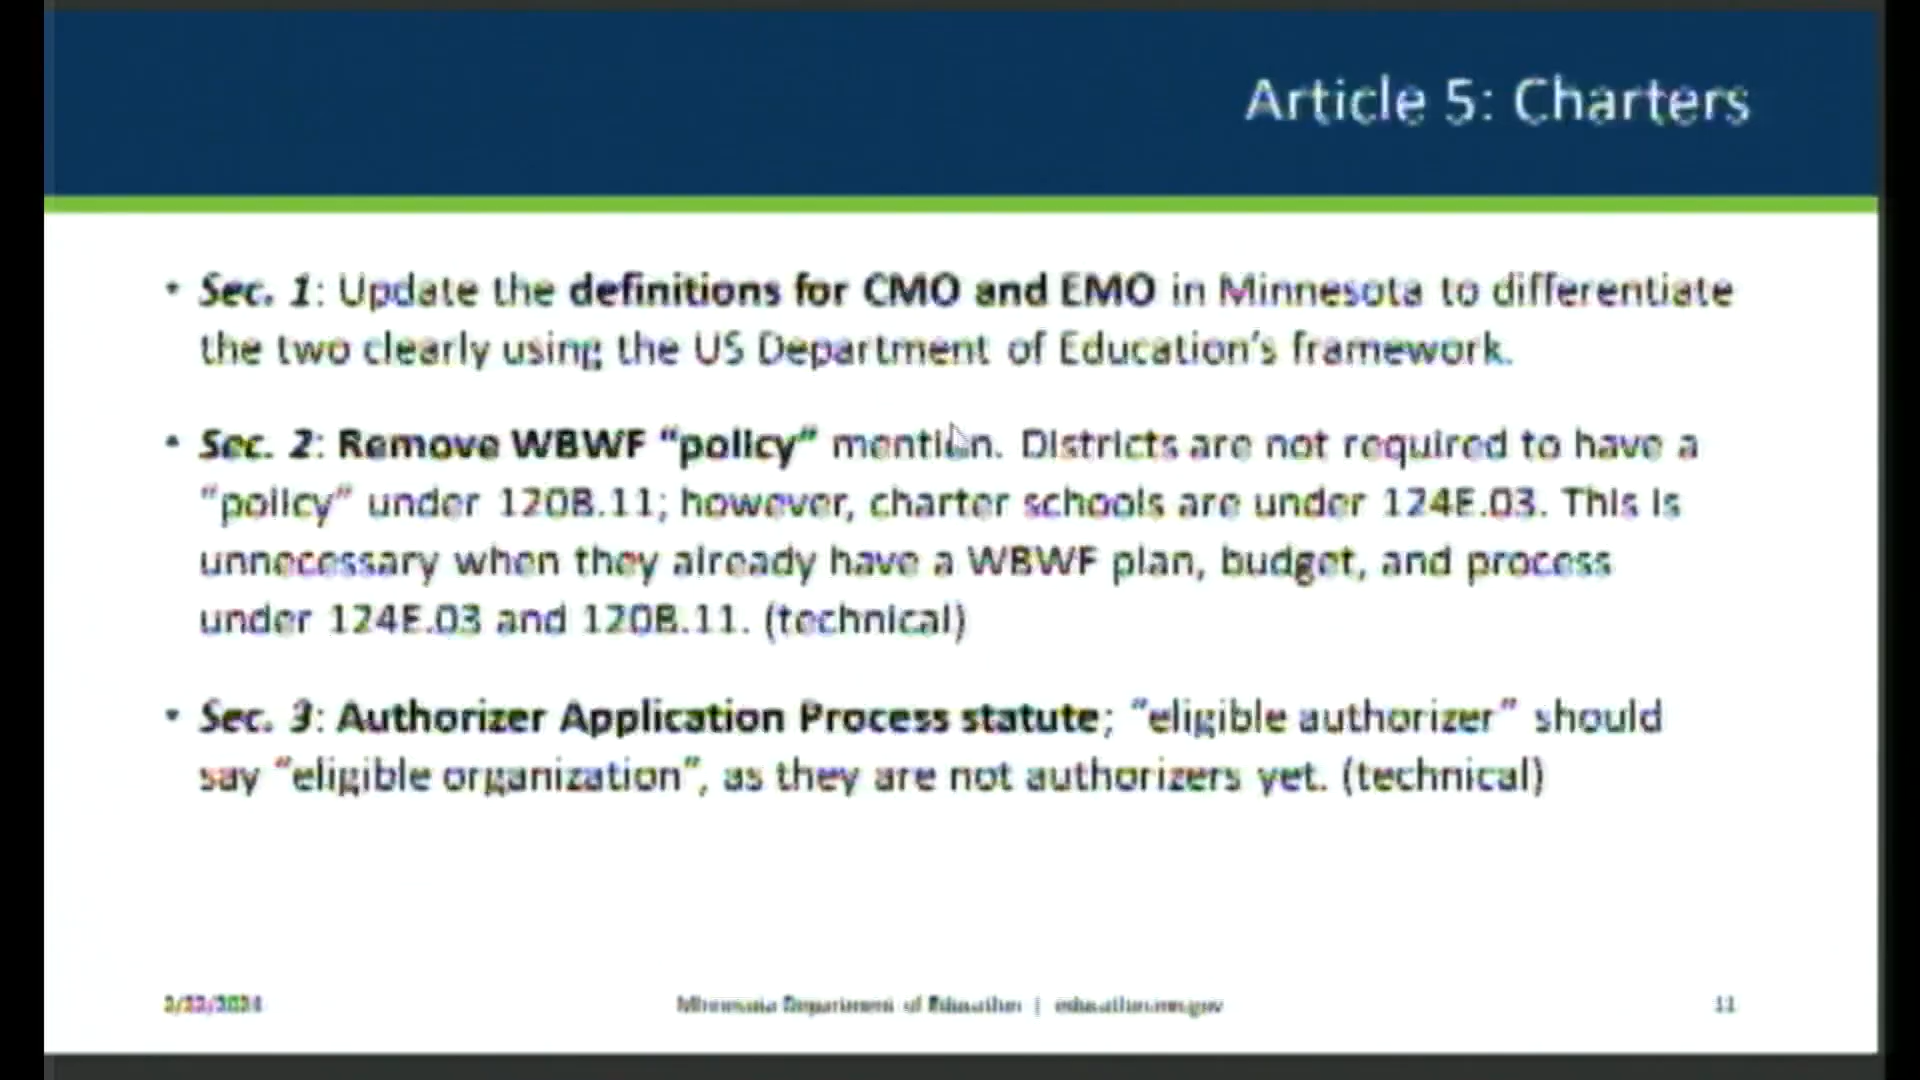 Article 5: Charters
• Sec. 1: Update the definitions for CMO and EMO in Minnesota to differentiate
the two clearly using the US Department of Education's framework.
• Sec. 2: Remove WBWF “policy” mention. Districts are not required to have a
“policy” under 120B.11; however, charter schools are under 124E.03. This is
unnecessary when they already have a WBWF plan, budget, and process
under 124E.03 and 120B.11. (technical)
• Sec. 3: Authorizer Application Process statute; “eligible authorizer” should
say “eligible organization”, as they are not authorizers yet. (technical)
Minnesota Department of Education | education.mn.gov
11